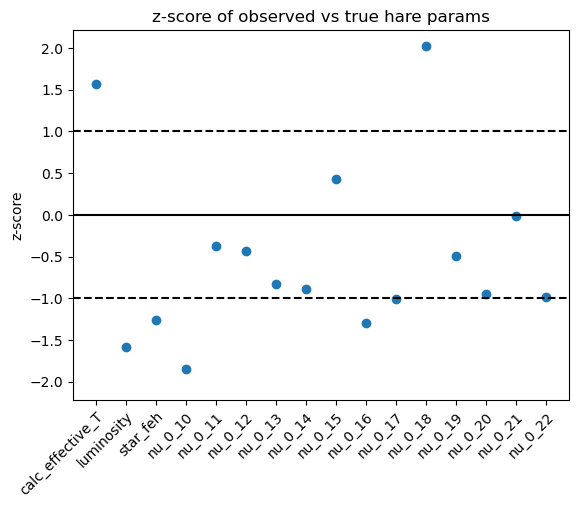 z-score of observed vs true hare params
z-score
2.0
1.5
1.0
0.5
0.0
−0.5
−1.0
−1.5
−2.0
calc_effective_T
luminosity
star_feh
nu_0_10
nu_0_11
nu_0_12
nu_0_13
nu_0_14
nu_0_15
nu_0_16
nu_0_17
nu_0_18
nu_0_19
nu_0_20
nu_0_21
nu_0_22